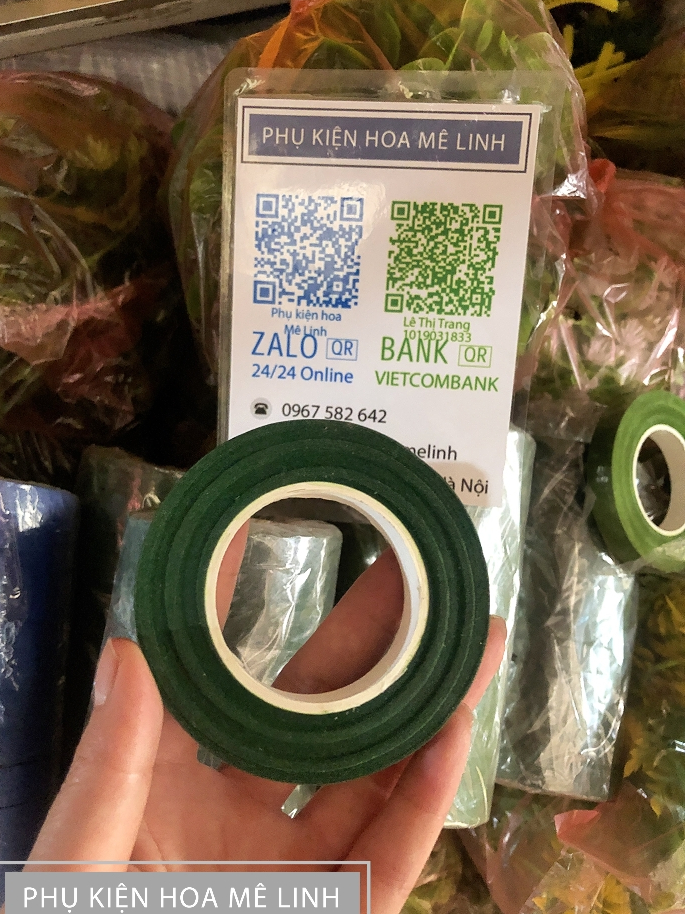 PHỤ KIỆN HOA MÊ LINH
Phụ kiện hoa
Mê Linh
ZALO QR
24/24 Online
Lê Thị Trang
1019031833
BANK QR
VIETCOMBANK
0967 582 642
melinh
Hà Nội
PHỤ KIỆN HOA MÊ LINH